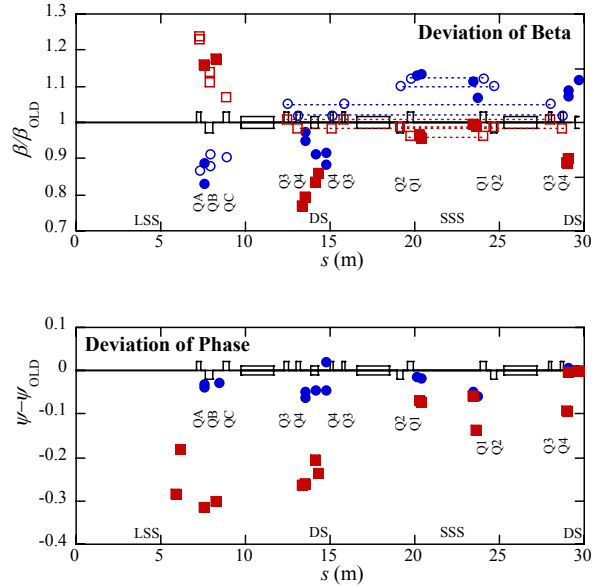 Deviation of Beta
β/β_OLD
1.3
1.2
1.1
1
0.9
0.8
0.7
QA QB QC Q3 Q4 Q4 Q3 Q2 Q1 Q1 Q2 Q3 Q4
LSS DS SSS DS
0 5 10 15 20 25 30
s (m)
Deviation of Phase
ψ−ψ_OLD
0.1
0
-0.1
-0.2
-0.3
-0.4
QA QB QC Q3 Q4 Q4 Q3 Q2 Q1 Q1 Q2 Q3 Q4
LSS DS SSS DS
0 5 10 15 20 25 30
s (m)